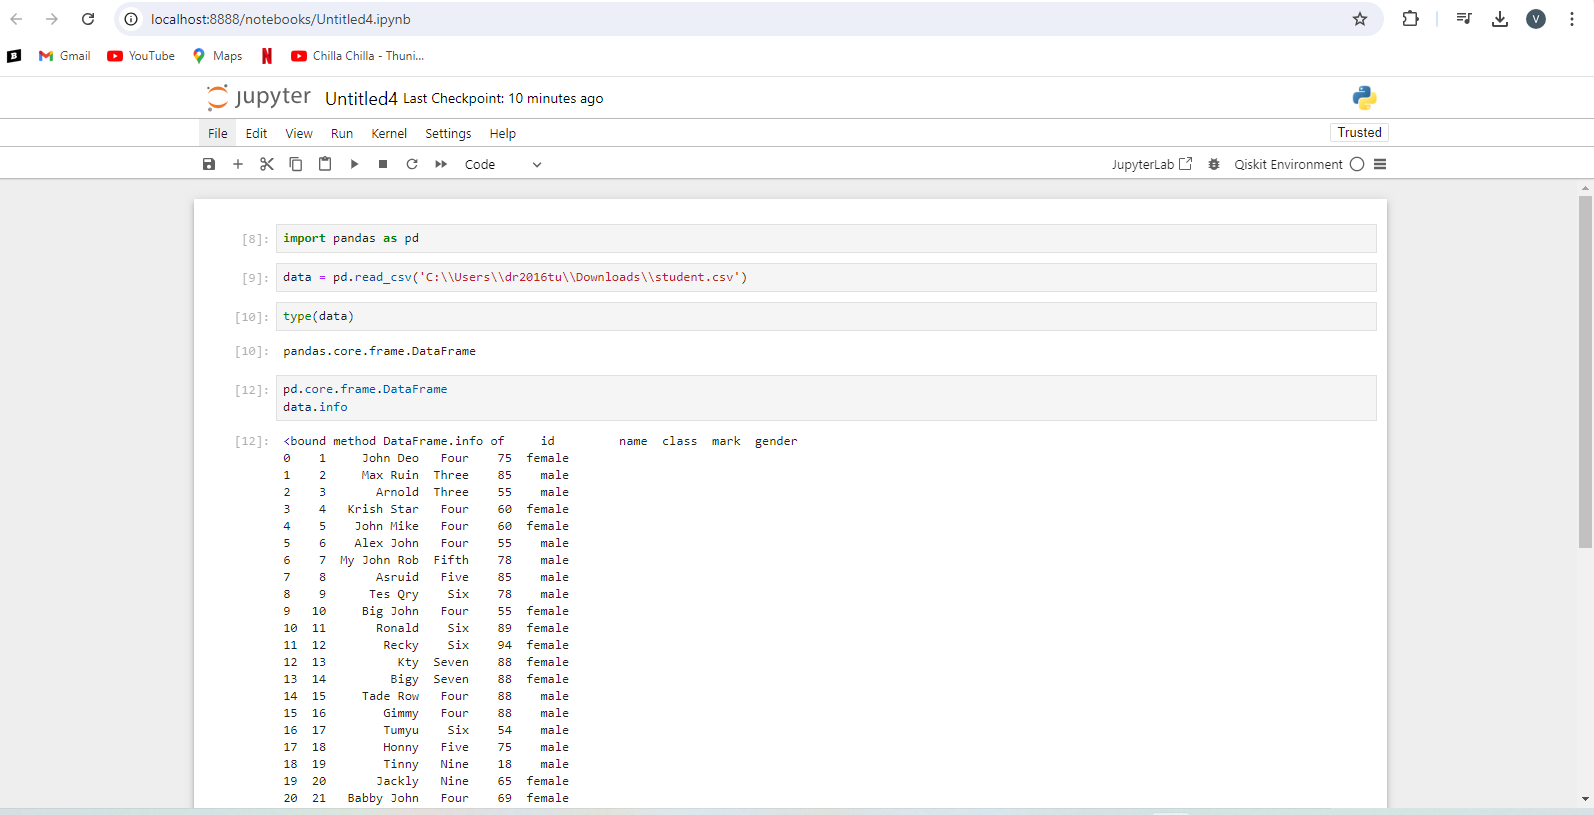 localhost:8888/notebooks/Untitled4.ipynb
V
B Gmail YouTube Maps N Chilla Chilla - Thuni...
jupyter Untitled4 Last Checkpoint: 10 minutes ago
File Edit View Run Kernel Settings Help Trusted
Code JupyterLab Qiskit Environment
[8]: import pandas as pd
[9]: data = pd.read_csv('C:\\Users\\dr2016tu\\Downloads\\student.csv')
[10]: type(data)
[10]: pandas.core.frame.DataFrame
[12]: pd.core.frame.DataFrame
data.info
[12]: <bound method DataFrame.info of     id         name  class  mark  gender
0    1     John Deo   Four    75  female
1    2     Max Ruin  Three    85    male
2    3       Arnold  Three    55    male
3    4   Krish Star   Four    60  female
4    5    John Mike   Four    60  female
5    6    Alex John   Four    55    male
6    7  My John Rob  Fifth    78    male
7    8       Asruid   Five    85    male
8    9      Tes Qry    Six    78    male
9   10     Big John   Four    55  female
10  11       Ronald    Six    89  female
11  12        Recky    Six    94  female
12  13          Kty  Seven    88  female
13  14         Bigy  Seven    88  female
14  15     Tade Row   Four    88    male
15  16        Gimmy   Four    88    male
16  17        Tumyu    Six    54    male
17  18        Honny   Five    75    male
18  19        Tinny   Nine    18    male
19  20       Jackly   Nine    65  female
20  21   Babby John   Four    69  female